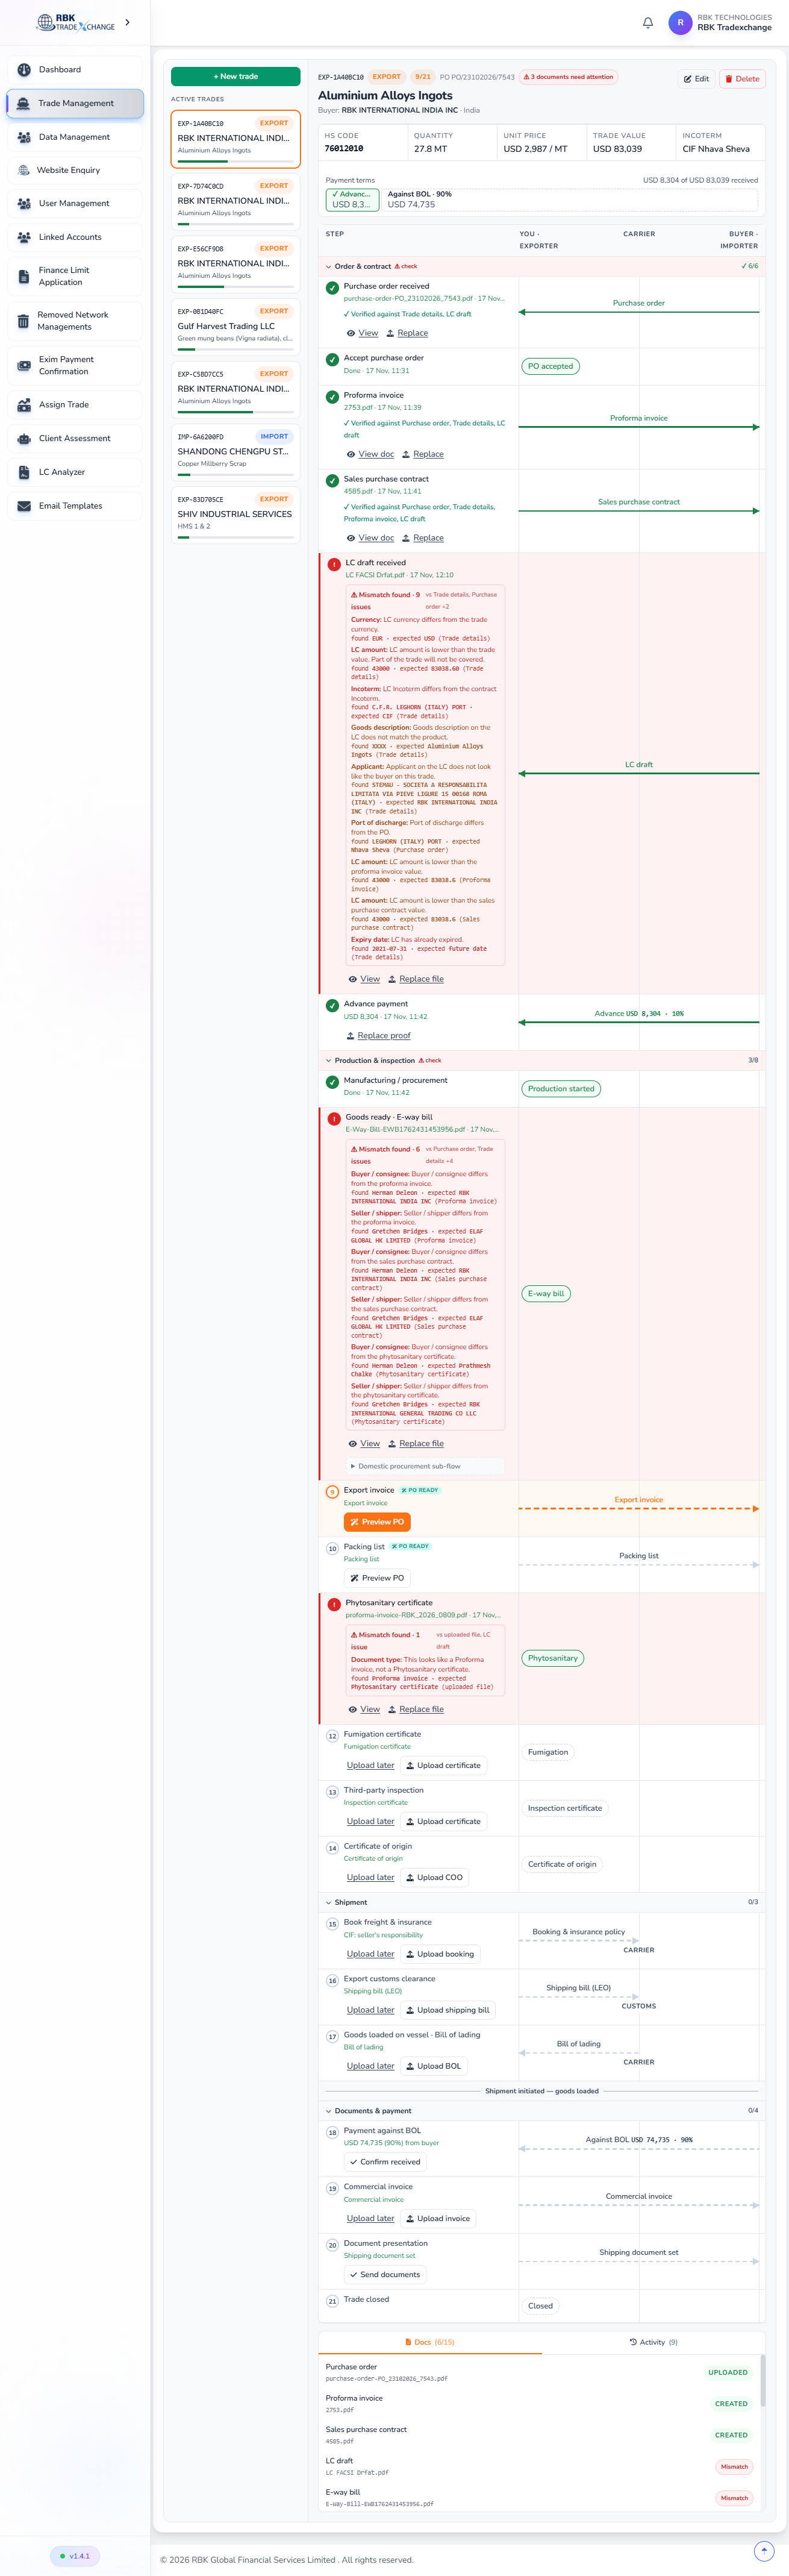 RBK
TRADEXCHANGE
RBK TECHNOLOGIES
R
RBK Tradexchange
Dashboard
Trade Management
Data Management
Website Enquiry
User Management
Linked Accounts
Finance Limit
Application
Removed Network
Managements
Exim Payment
Confirmation
Assign Trade
Client Assessment
LC Analyzer
Email Templates
v1.4.1
+ New trade
ACTIVE TRADES
EXP-1A40BC10 EXPORT
RBK INTERNATIONAL INDI...
Aluminium Alloys Ingots
EXP-7D74C0CD EXPORT
RBK INTERNATIONAL INDI...
Aluminium Alloys Ingots
EXP-E56CF9D8 EXPORT
RBK INTERNATIONAL INDI...
Aluminium Alloys Ingots
EXP-0B1D40FC EXPORT
Gulf Harvest Trading LLC
Green mung beans (Vigna radiata), cl...
EXP-C5BD7CC5 EXPORT
RBK INTERNATIONAL INDI...
Aluminium Alloys Ingots
IMP-6A6200FD IMPORT
SHANDONG CHENGPU ST...
Copper Millberry Scrap
EXP-83D705CE EXPORT
SHIV INDUSTRIAL SERVICES
HMS 1 & 2
EXP-1A40BC10 EXPORT 9/21 PO PO/23102026/7543 3 documents need attention
Edit Delete
Aluminium Alloys Ingots
Buyer: RBK INTERNATIONAL INDIA INC · India
HS CODE QUANTITY UNIT PRICE TRADE VALUE INCOTERM
76012010 27.8 MT USD 2,987 / MT USD 83,039 CIF Nhava Sheva
Payment terms USD 8,304 of USD 83,039 received
✓ Advanc... Against BOL · 90%
USD 8,3... USD 74,735
STEP YOU · CARRIER BUYER ·
EXPORTER IMPORTER
Order & contract check ✓ 6/6
Purchase order received
purchase-order-PO_23102026_7543.pdf · 17 Nov...
✓ Verified against Trade details, LC draft
View Replace
Purchase order
Accept purchase order
Done · 17 Nov, 11:31
PO accepted
Proforma invoice
2753.pdf · 17 Nov, 11:39
✓ Verified against Purchase order, Trade details, LC
draft
View doc Replace
Proforma invoice
Sales purchase contract
4585.pdf · 17 Nov, 11:41
✓ Verified against Purchase order, Trade details,
Proforma invoice, LC draft
View doc Replace
Sales purchase contract
LC draft received
LC FACSI Drfat.pdf · 17 Nov, 12:10
Mismatch found · 9 vs Trade details, Purchase
issues order +2
Currency: LC currency differs from the trade
currency.
found EUR · expected USD (Trade details)
LC amount: LC amount is lower than the trade
value. Part of the trade will not be covered.
found 43000 · expected 83038.60 (Trade
details)
Incoterm: LC Incoterm differs from the contract
Incoterm.
found C.F.R. LEGHORN (ITALY) PORT ·
expected CIF (Trade details)
Goods description: Goods description on the
LC does not match the product.
found XXXX · expected Aluminium Alloys
Ingots (Trade details)
Applicant: Applicant on the LC does not look
like the buyer on this trade.
found STEMAU - SOCIETA A RESPONSABILITA
LIMITATA VIA PIEVE LIGURE 15 00168 ROMA
(ITALY) · expected RBK INTERNATIONAL INDIA
INC (Trade details)
Port of discharge: Port of discharge differs
from the PO.
found LEGHORN (ITALY) PORT · expected
Nhava Sheva (Purchase order)
LC amount: LC amount is lower than the
proforma invoice value.
found 43000 · expected 83038.6 (Proforma
invoice)
LC amount: LC amount is lower than the sales
purchase contract value.
found 43000 · expected 83038.6 (Sales
purchase contract)
Expiry date: LC has already expired.
found 2021-07-31 · expected future date
(Trade details)
View Replace file
LC draft
Advance payment
USD 8,304 · 17 Nov, 11:42
Replace proof
Advance USD 8,304 · 10%
Production & inspection check 3/8
Manufacturing / procurement
Done · 17 Nov, 11:42
Production started
Goods ready · E-way bill
E-Way-Bill-EWB1762431453956.pdf · 17 Nov,...
Mismatch found · 6 vs Purchase order, Trade
issues details +4
Buyer / consignee: Buyer / consignee differs
from the proforma invoice.
found Herman Deleon · expected RBK
INTERNATIONAL INDIA INC (Proforma invoice)
Seller / shipper: Seller / shipper differs from
the proforma invoice.
found Gretchen Bridges · expected ELAF
GLOBAL HK LIMITED (Proforma invoice)
Buyer / consignee: Buyer / consignee differs
from the sales purchase contract.
found Herman Deleon · expected RBK
INTERNATIONAL INDIA INC (Sales purchase
contract)
Seller / shipper: Seller / shipper differs from
the sales purchase contract.
found Gretchen Bridges · expected ELAF
GLOBAL HK LIMITED (Sales purchase
contract)
Buyer / consignee: Buyer / consignee differs
from the phytosanitary certificate.
found Herman Deleon · expected Prathmesh
Chalke (Phytosanitary certificate)
Seller / shipper: Seller / shipper differs from
the phytosanitary certificate.
found Gretchen Bridges · expected RBK
INTERNATIONAL GENERAL TRADING CO LLC
(Phytosanitary certificate)
View Replace file
Domestic procurement sub-flow
E-way bill
9 Export invoice PO READY
Export invoice
Preview PO
Export invoice
10 Packing list PO READY
Packing list
Preview PO
Packing list
Phytosanitary certificate
proforma-invoice-RBK_2026_0809.pdf · 17 Nov,...
Mismatch found · 1 vs uploaded file, LC
issue draft
Document type: This looks like a Proforma
invoice, not a Phytosanitary certificate.
found Proforma invoice · expected
Phytosanitary certificate (uploaded file)
View Replace file
Phytosanitary
12 Fumigation certificate
Fumigation certificate
Upload later Upload certificate
Fumigation
13 Third-party inspection
Inspection certificate
Upload later Upload certificate
Inspection certificate
14 Certificate of origin
Certificate of origin
Upload later Upload COO
Certificate of origin
Shipment 0/3
15 Book freight & insurance
CIF: seller's responsibility
Upload later Upload booking
Booking & insurance policy
CARRIER
16 Export customs clearance
Shipping bill (LEO)
Upload later Upload shipping bill
Shipping bill (LEO)
CUSTOMS
17 Goods loaded on vessel · Bill of lading
Bill of lading
Upload later Upload BOL
Bill of lading
CARRIER
Shipment initiated — goods loaded
Documents & payment 0/4
18 Payment against BOL
USD 74,735 (90%) from buyer
Confirm received
Against BOL USD 74,735 · 90%
19 Commercial invoice
Commercial invoice
Upload later Upload invoice
Commercial invoice
20 Document presentation
Shipping document set
Send documents
Shipping document set
21 Trade closed
Closed
Docs (6/15) Activity (9)
Purchase order
purchase-order-PO_23102026_7543.pdf
UPLOADED
Proforma invoice
2753.pdf
CREATED
Sales purchase contract
4585.pdf
CREATED
LC draft
LC FACSI Drfat.pdf
Mismatch
E-way bill
E-Way-Bill-EWB1762431453956.pdf
Mismatch
© 2026 RBK Global Financial Services Limited . All rights reserved.